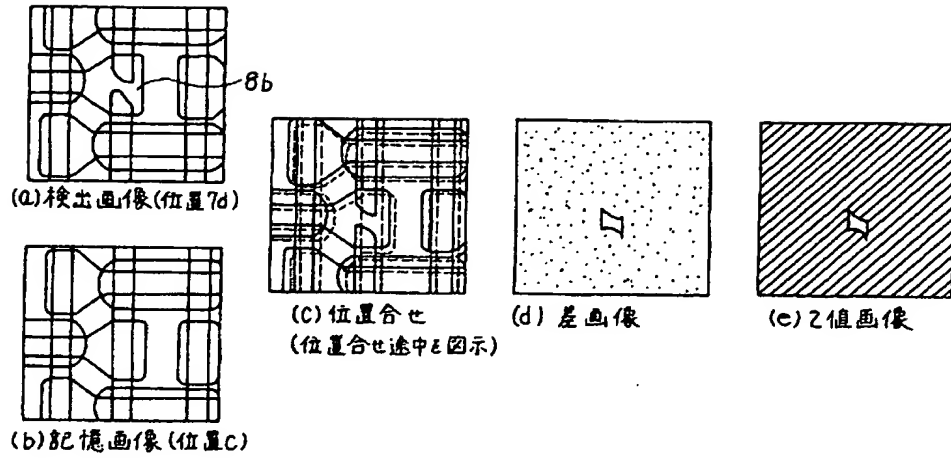 8b
(a)検出画像(位置7d)
(b)記憶画像(位置C)
(c)位置合せ
(位置合せ途中を図示)
(d)差画像
(e)2値画像